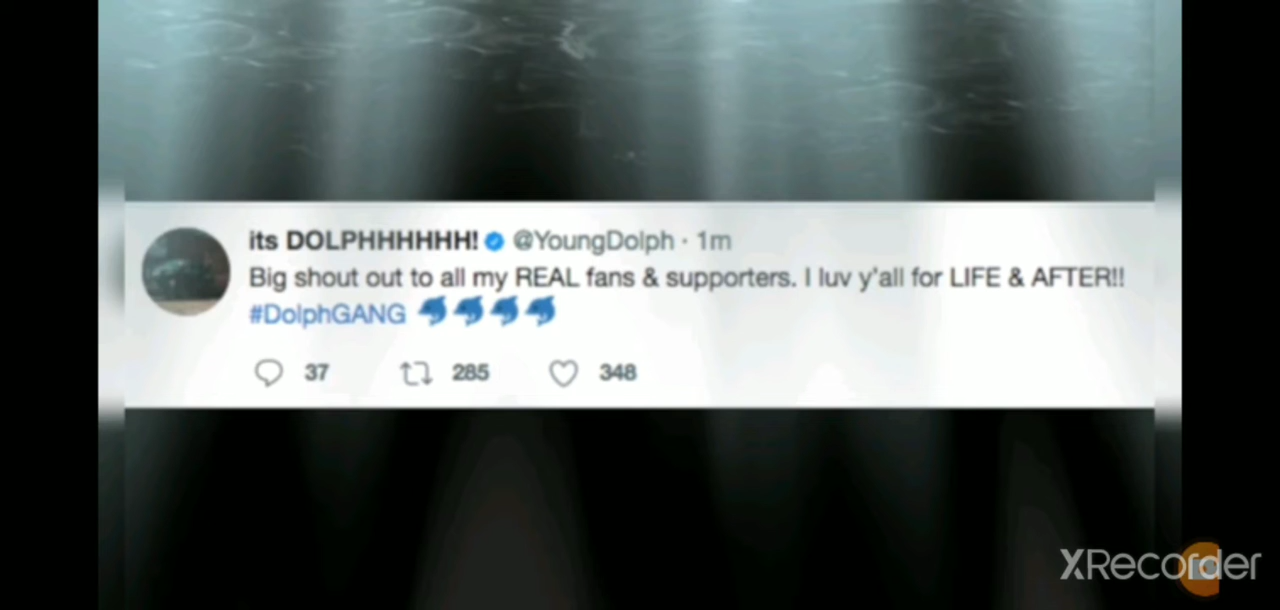 its DOLPHHHHHH! @YoungDolph · 1m
Big shout out to all my REAL fans & supporters. I luv y'all for LIFE & AFTER!!
#DolphGANG 🐬🐬🐬🐬
37 285 348
XRecorder